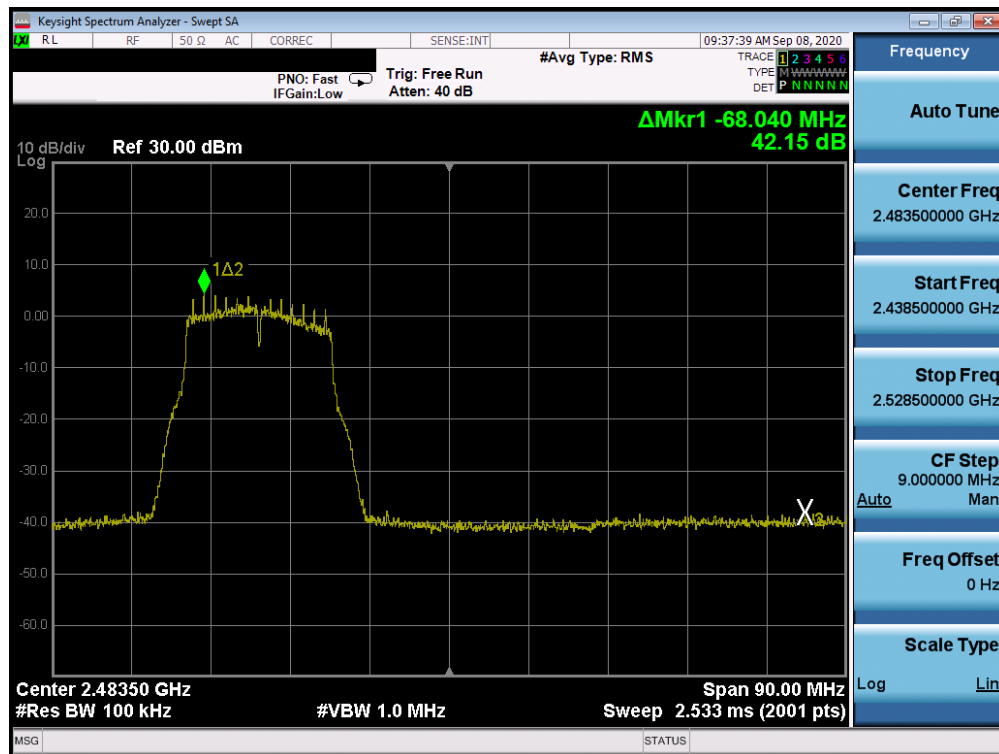 Keysight Spectrum Analyzer - Swept SA
LXI RL RF 50 Ω AC CORREC SENSE:INT 09:37:39 AM Sep 08, 2020
#Avg Type: RMS TRACE 1 2 3 4 5 6
PNO: Fast Trig: Free Run TYPE M WWWWW
IFGain:Low Atten: 40 dB DET P N N N N N
ΔMkr1 -68.040 MHz
42.15 dB
10 dB/div Ref 30.00 dBm
Log
20.0
10.0
1Δ2
0.00
-10.0
-20.0
-30.0
-40.0
X2
-50.0
-60.0
Center 2.48350 GHz Span 90.00 MHz
#Res BW 100 kHz #VBW 1.0 MHz Sweep 2.533 ms (2001 pts)
MSG STATUS
Frequency
Auto Tune
Center Freq
2.483500000 GHz
Start Freq
2.438500000 GHz
Stop Freq
2.528500000 GHz
CF Step
9.000000 MHz
Auto Man
Freq Offset
0 Hz
Scale Type
Log Lin